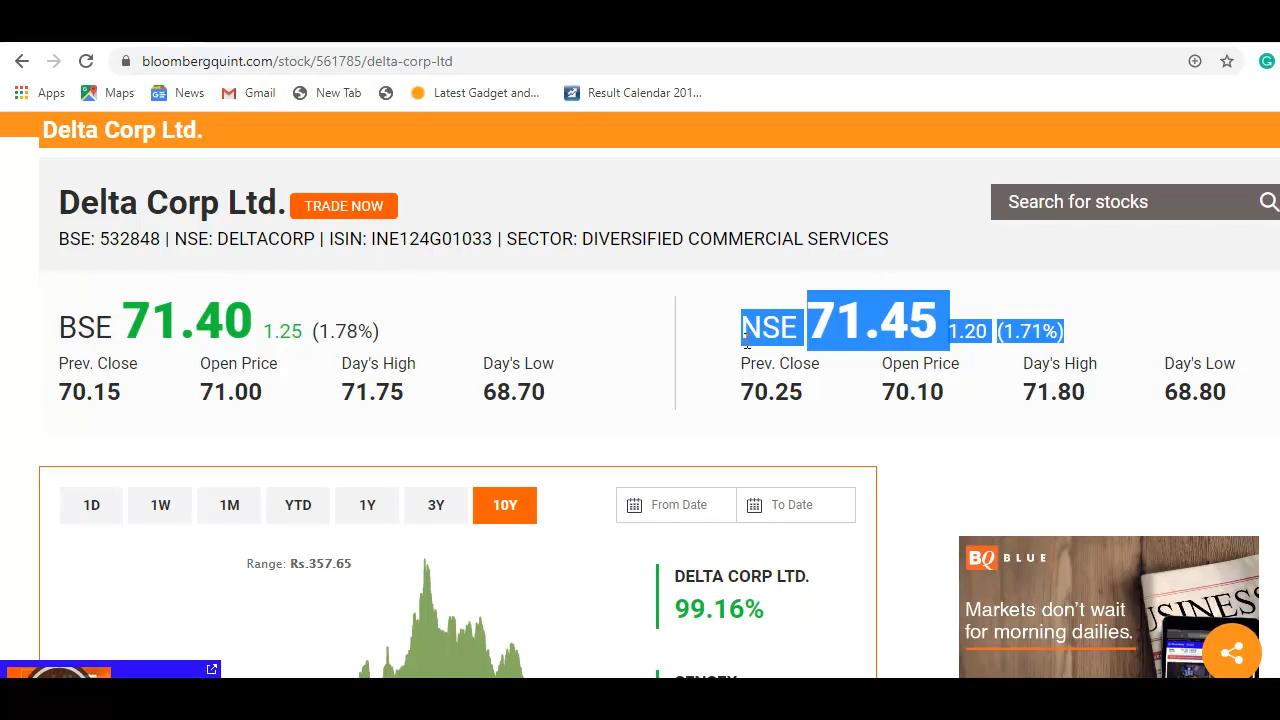 bloombergquint.com/stock/561785/delta-corp-ltd
Apps Maps News Gmail New Tab Latest Gadget and... Result Calendar 201...
Delta Corp Ltd.
Delta Corp Ltd. TRADE NOW
Search for stocks
BSE: 532848 | NSE: DELTACORP | ISIN: INE124G01033 | SECTOR: DIVERSIFIED COMMERCIAL SERVICES
BSE 71.40 1.25 (1.78%)
Prev. Close Open Price Day's High Day's Low
70.15 71.00 71.75 68.70
NSE 71.45 1.20 (1.71%)
Prev. Close Open Price Day's High Day's Low
70.25 70.10 71.80 68.80
1D 1W 1M YTD 1Y 3Y 10Y
From Date To Date
Range: Rs.357.65
DELTA CORP LTD.
99.16%
BQ BLUE
Markets don't wait
for morning dailies.